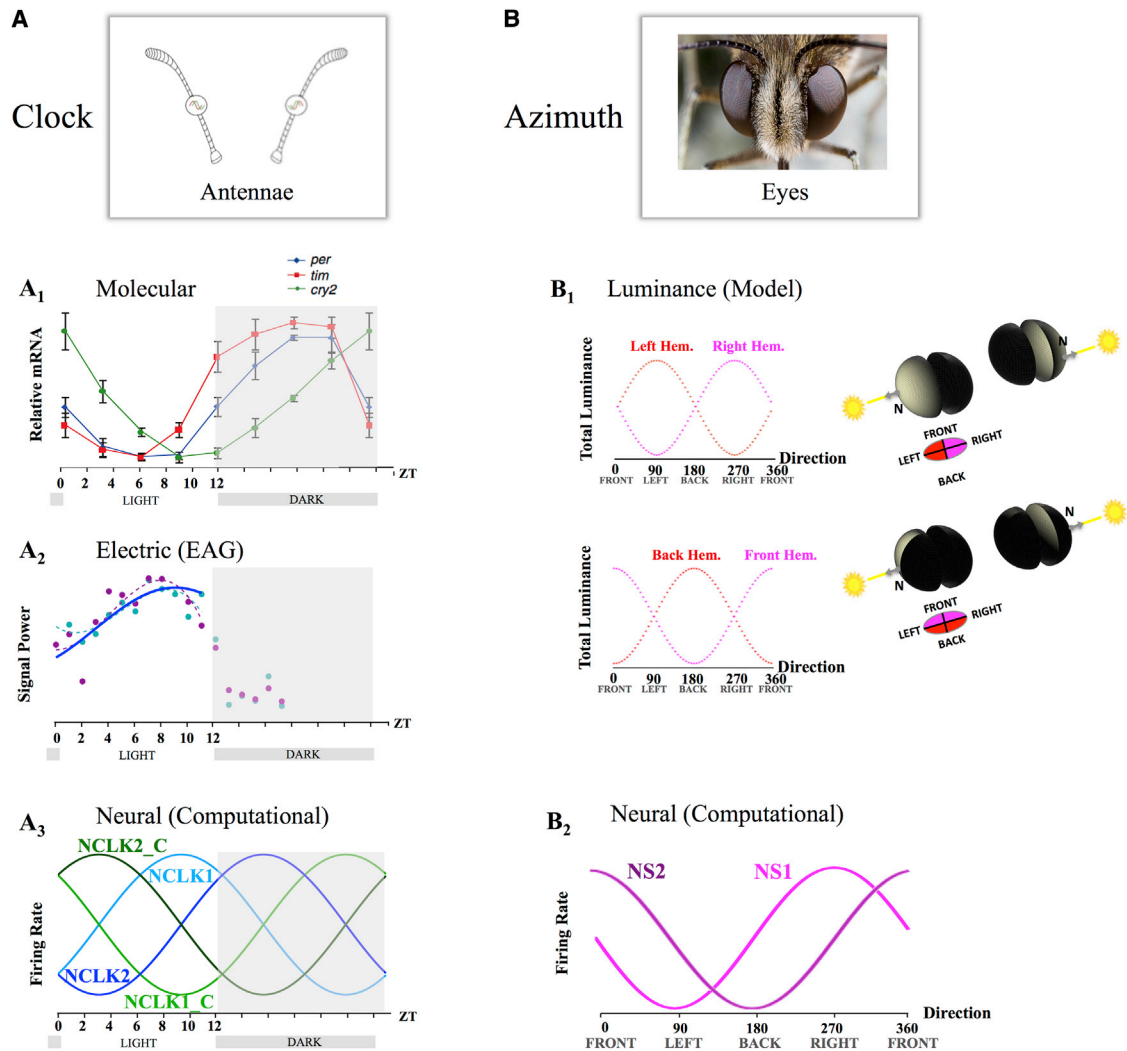 A
Clock
Antennae
A1 Molecular
per
tim
cry2
Relative mRNA
0 2 4 6 8 10 12 ZT
LIGHT DARK
A2 Electric (EAG)
Signal Power
0 2 4 6 8 10 12 ZT
LIGHT DARK
A3 Neural (Computational)
NCLK2_C
NCLK1
NCLK2
NCLK1_C
Firing Rate
0 2 4 6 8 10 12 ZT
LIGHT DARK
B
Azimuth
Eyes
B1 Luminance (Model)
Left Hem. Right Hem.
Total Luminance
0 90 180 270 360 Direction
FRONT LEFT BACK RIGHT FRONT
N
N
FRONT
LEFT RIGHT
BACK
Back Hem. Front Hem.
Total Luminance
Direction
0 90 180 270 360
FRONT LEFT BACK RIGHT FRONT
N
N
FRONT
LEFT RIGHT
BACK
B2 Neural (Computational)
NS2 NS1
Firing Rate
Direction
0 90 180 270 360
FRONT LEFT BACK RIGHT FRONT